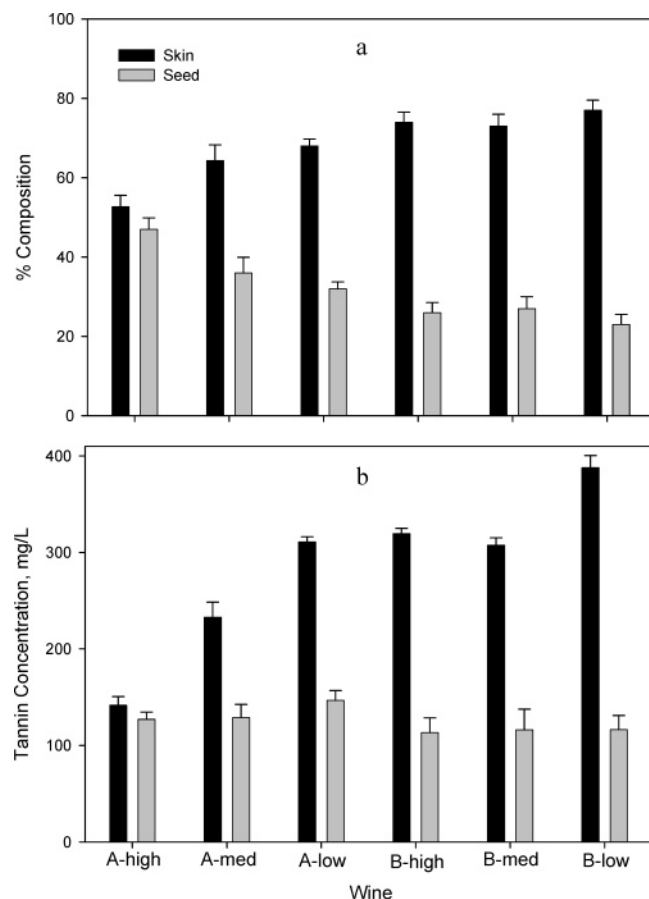 100
a
Skin
Seed
80
60
40
20
0
% Composition
400
b
300
200
100
0
Tannin Concentration, mg/L
A-high A-med A-low B-high B-med B-low
Wine